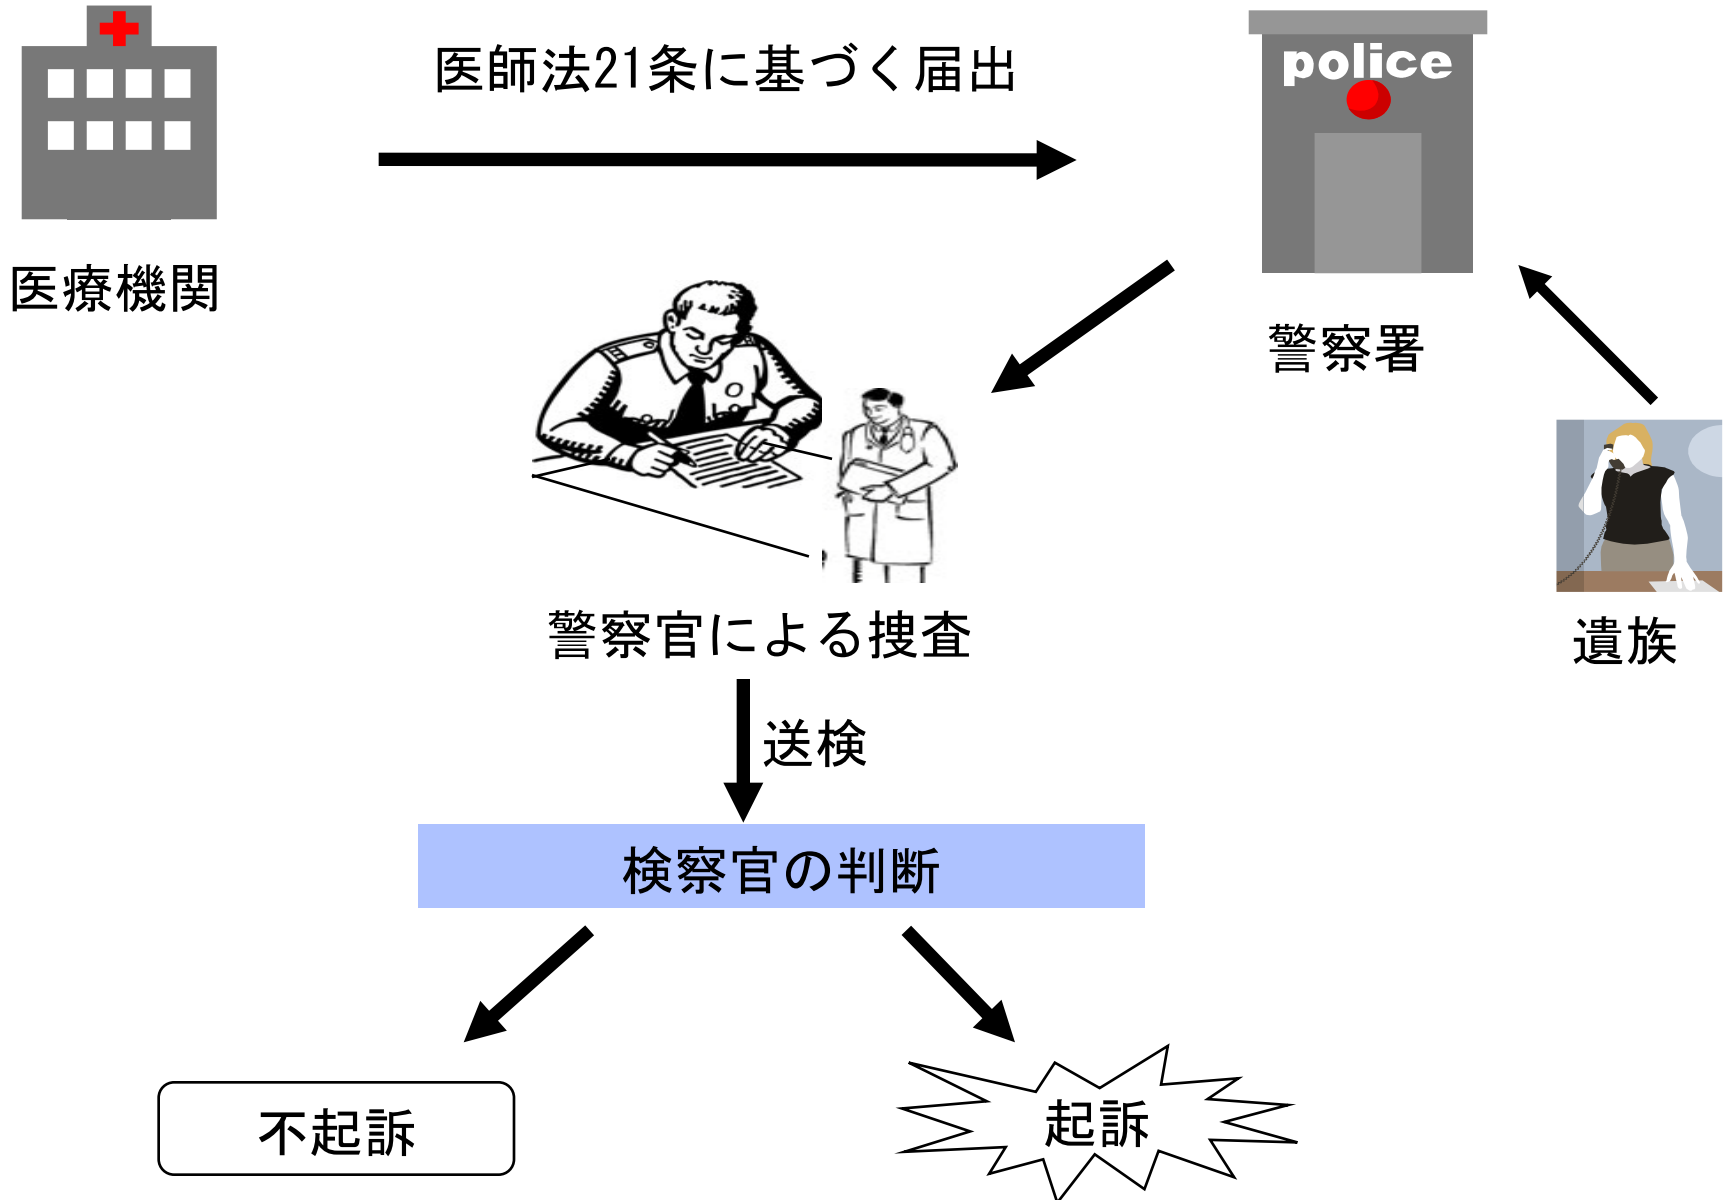 医師法21条に基づく届出
police
医療機関
警察署
警察官による捜査
遺族
送検
検察官の判断
不起訴
起訴